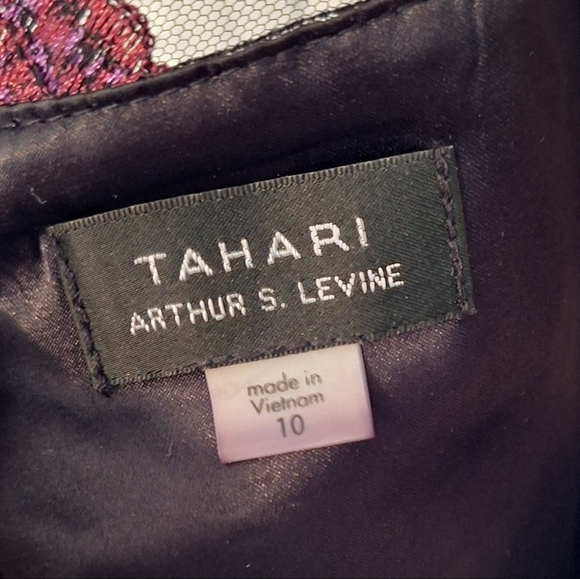 TAHARI
ARTHUR S. LEVINE
made in
Vietnam
10